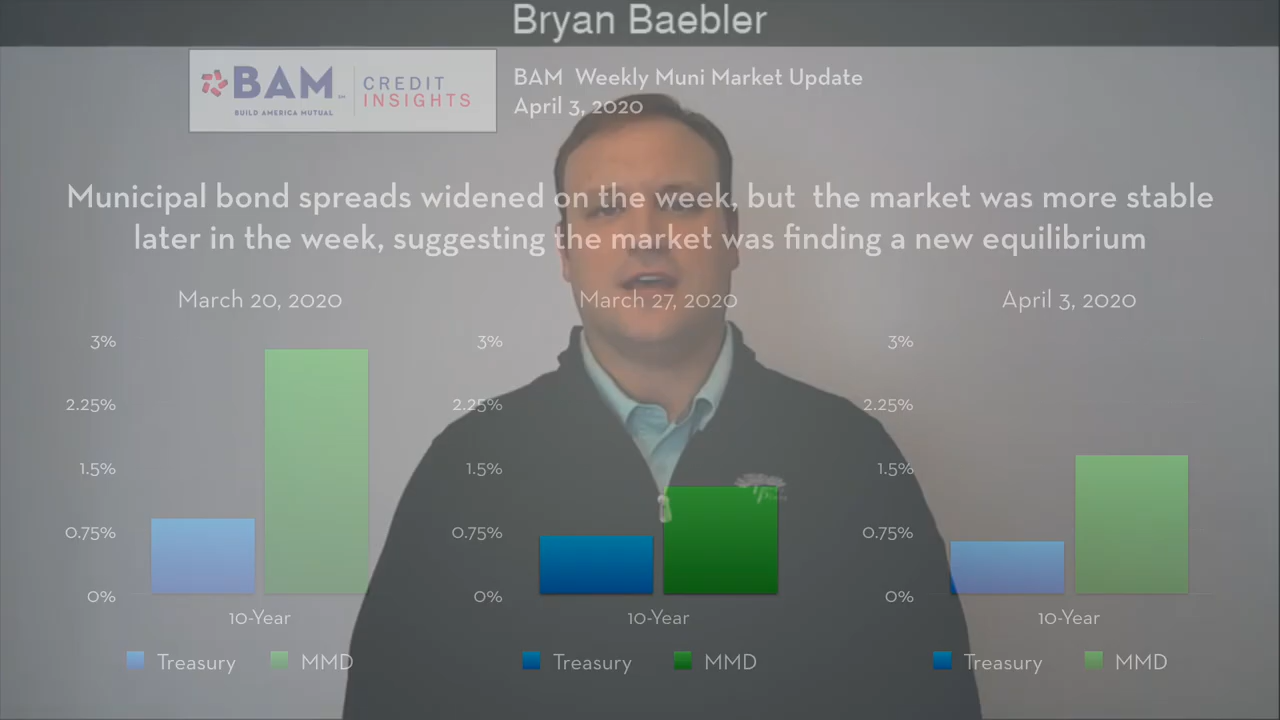 Bryan Baebler
BAM CREDIT
INSIGHTS
BUILD AMERICA MUTUAL
BAM Weekly Muni Market Update
April 3, 2020
Municipal bond spreads widened on the week, but the market was more stable
later in the week, suggesting the market was finding a new equilibrium
March 20, 2020
3%
2.25%
1.5%
0.75%
0%
10-Year
Treasury MMD
March 27, 2020
3%
2.25%
1.5%
0.75%
0%
10-Year
Treasury MMD
April 3, 2020
3%
2.25%
1.5%
0.75%
0%
10-Year
Treasury MMD